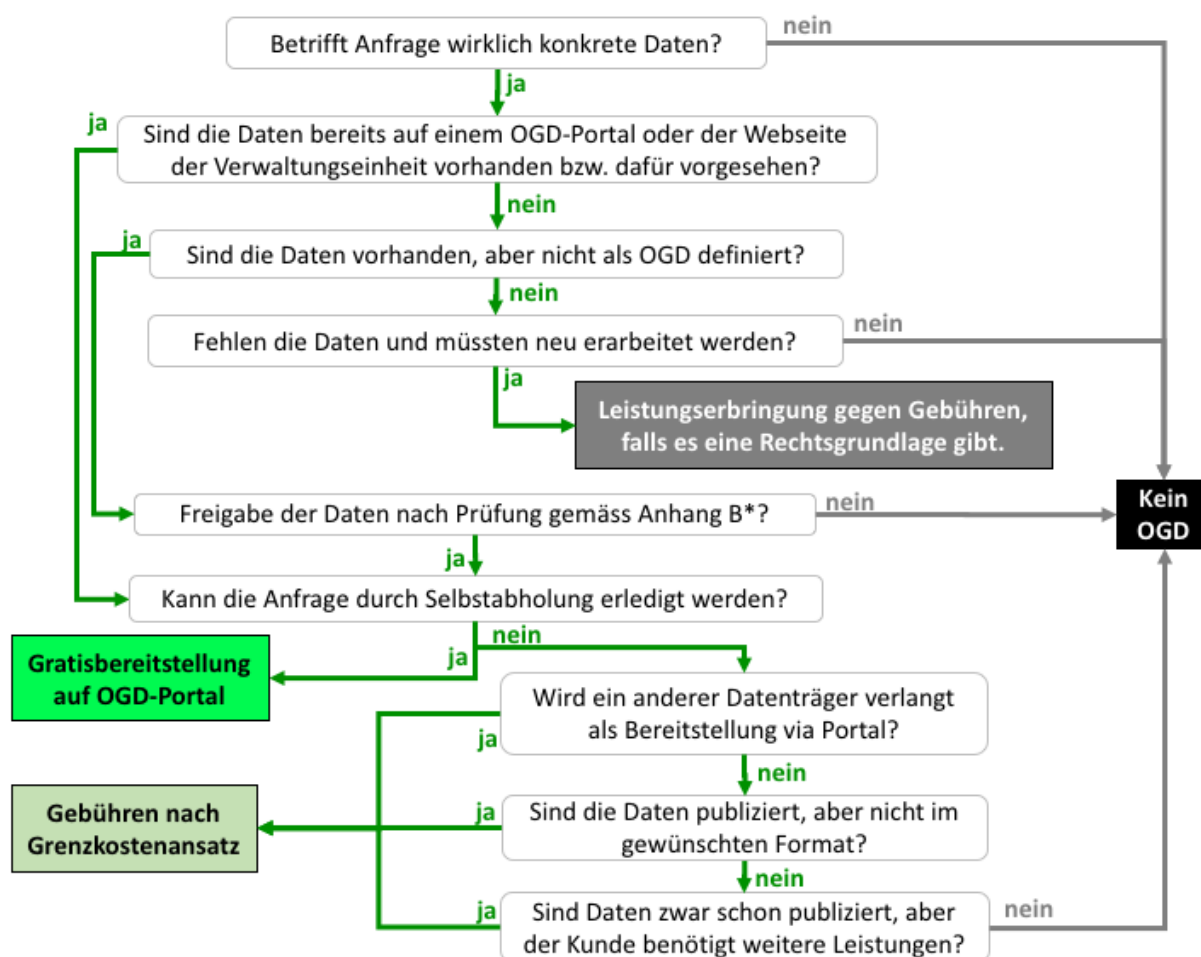 nein
Betrifft Anfrage wirklich konkrete Daten?
ja
ja
Sind die Daten bereits auf einem OGD-Portal oder der Webseite
der Verwaltungseinheit vorhanden bzw. dafür vorgesehen?
nein
ja
Sind die Daten vorhanden, aber nicht als OGD definiert?
nein
nein
Fehlen die Daten und müssten neu erarbeitet werden?
ja
Leistungserbringung gegen Gebühren,
falls es eine Rechtsgrundlage gibt.
Kein
OGD
nein
Freigabe der Daten nach Prüfung gemäss Anhang B*?
ja
Kann die Anfrage durch Selbstabholung erledigt werden?
nein
ja
Gratisbereitstellung
auf OGD-Portal
Wird ein anderer Datenträger verlangt
als Bereitstellung via Portal?
ja
nein
Gebühren nach
Grenzkostenansatz
ja
Sind die Daten publiziert, aber nicht im
gewünschten Format?
nein
ja
Sind Daten zwar schon publiziert, aber
der Kunde benötigt weitere Leistungen?
nein